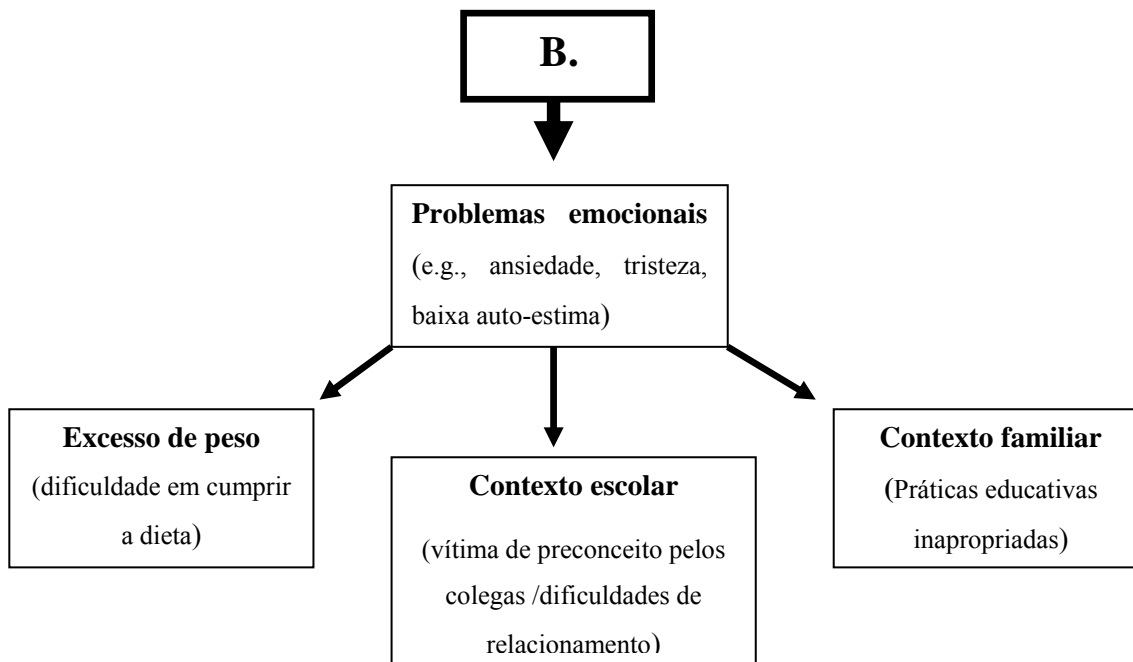 B.
Problemas emocionais
(e.g., ansiedade, tristeza,
baixa auto-estima)
Excesso de peso
(dificuldade em cumprir
a dieta)
Contexto escolar
(vítima de preconceito pelos
colegas /dificuldades de
relacionamento)
Contexto familiar
(Práticas educativas
inapropriadas)